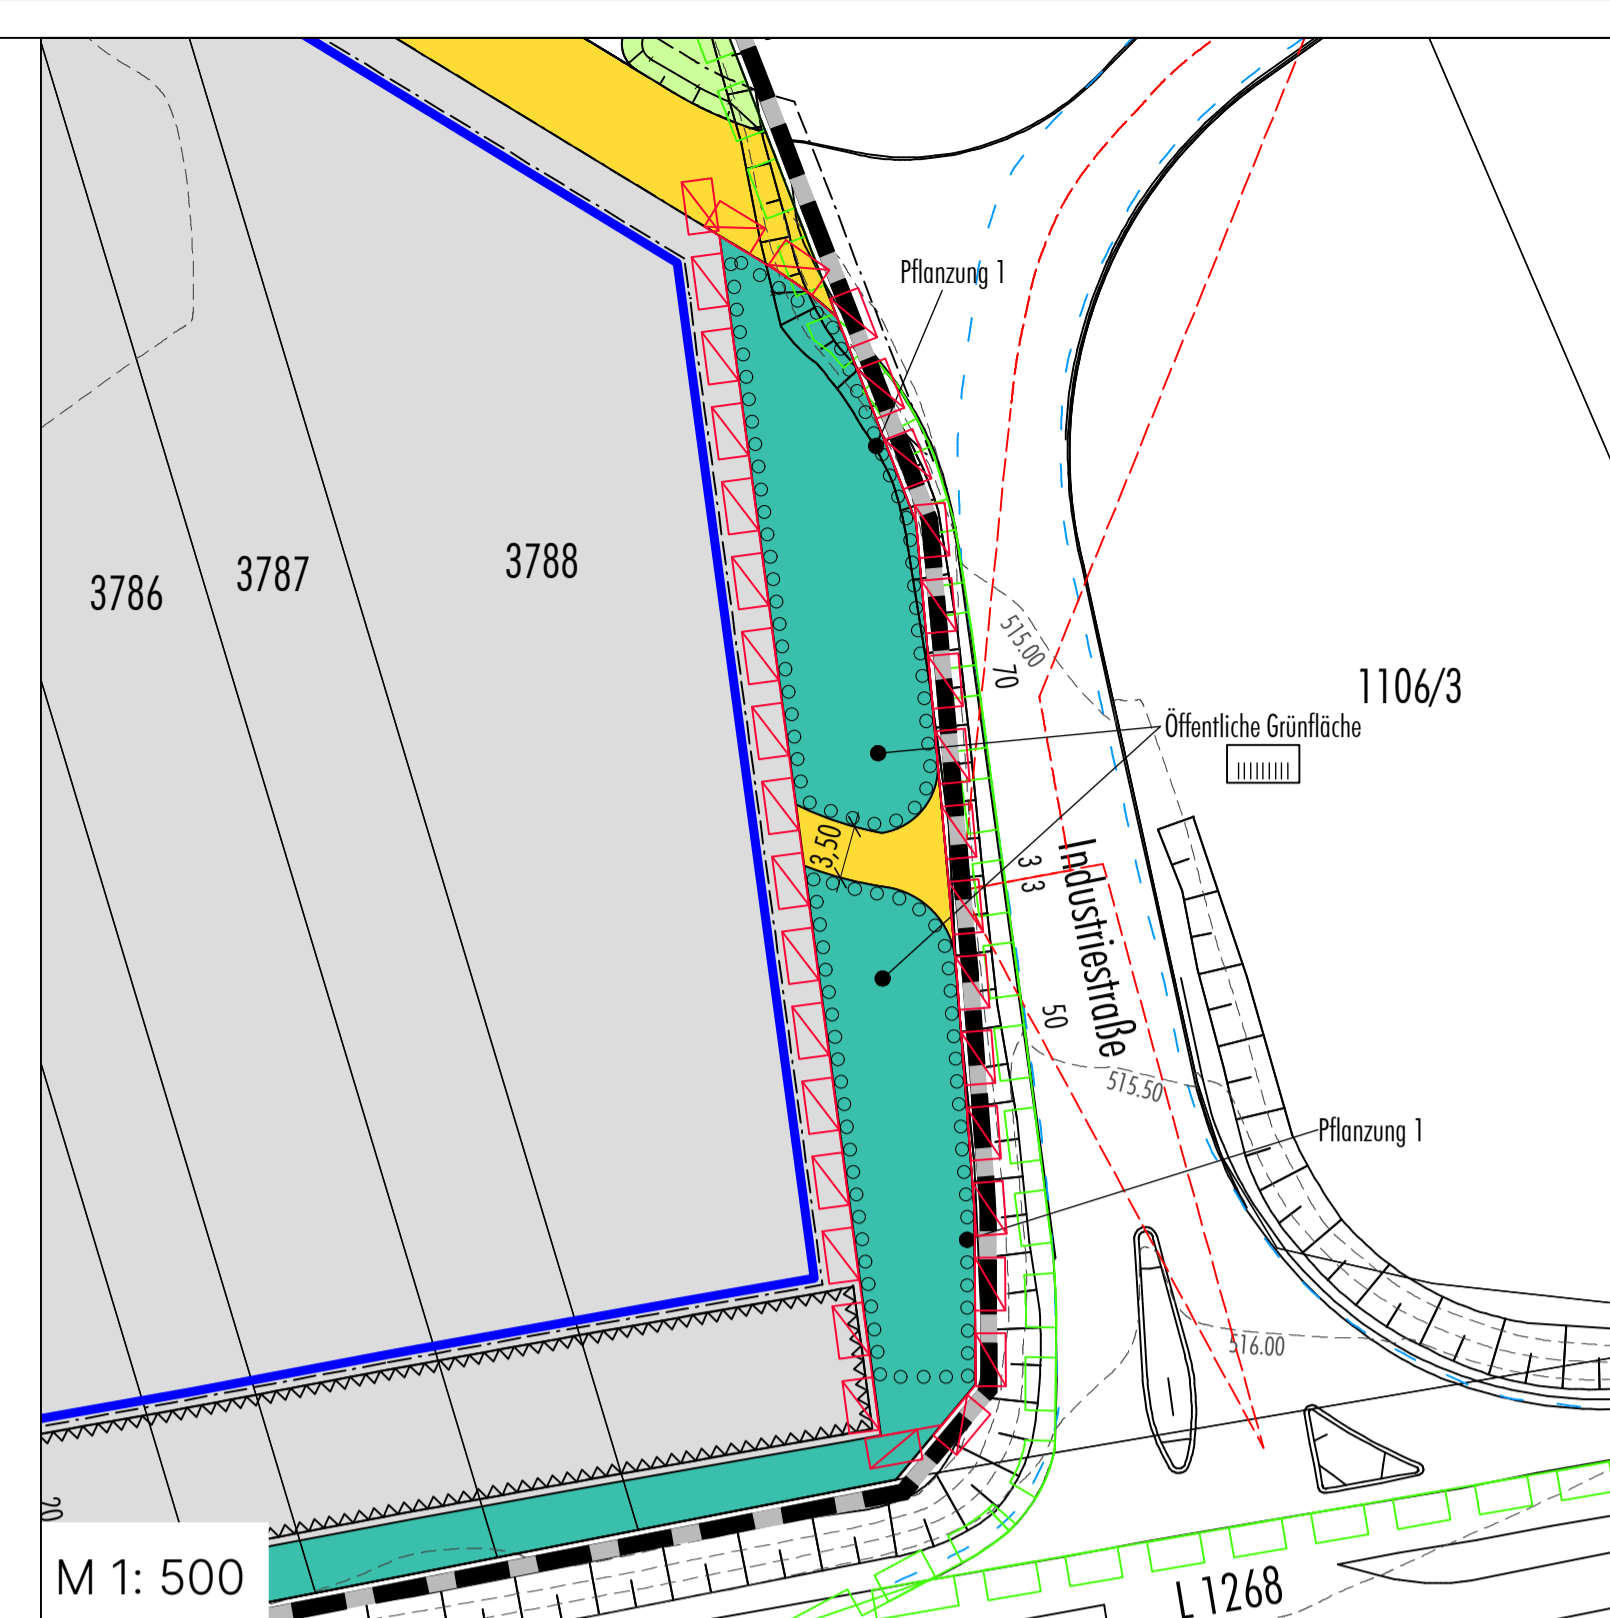 Pflanzung 1
3786
3787
3788
515.00
70
1106/3
Öffentliche Grünfläche
3,50
3
3
Industriestraße
50
515.50
Pflanzung 1
516.00
20
M 1: 500
L 1268